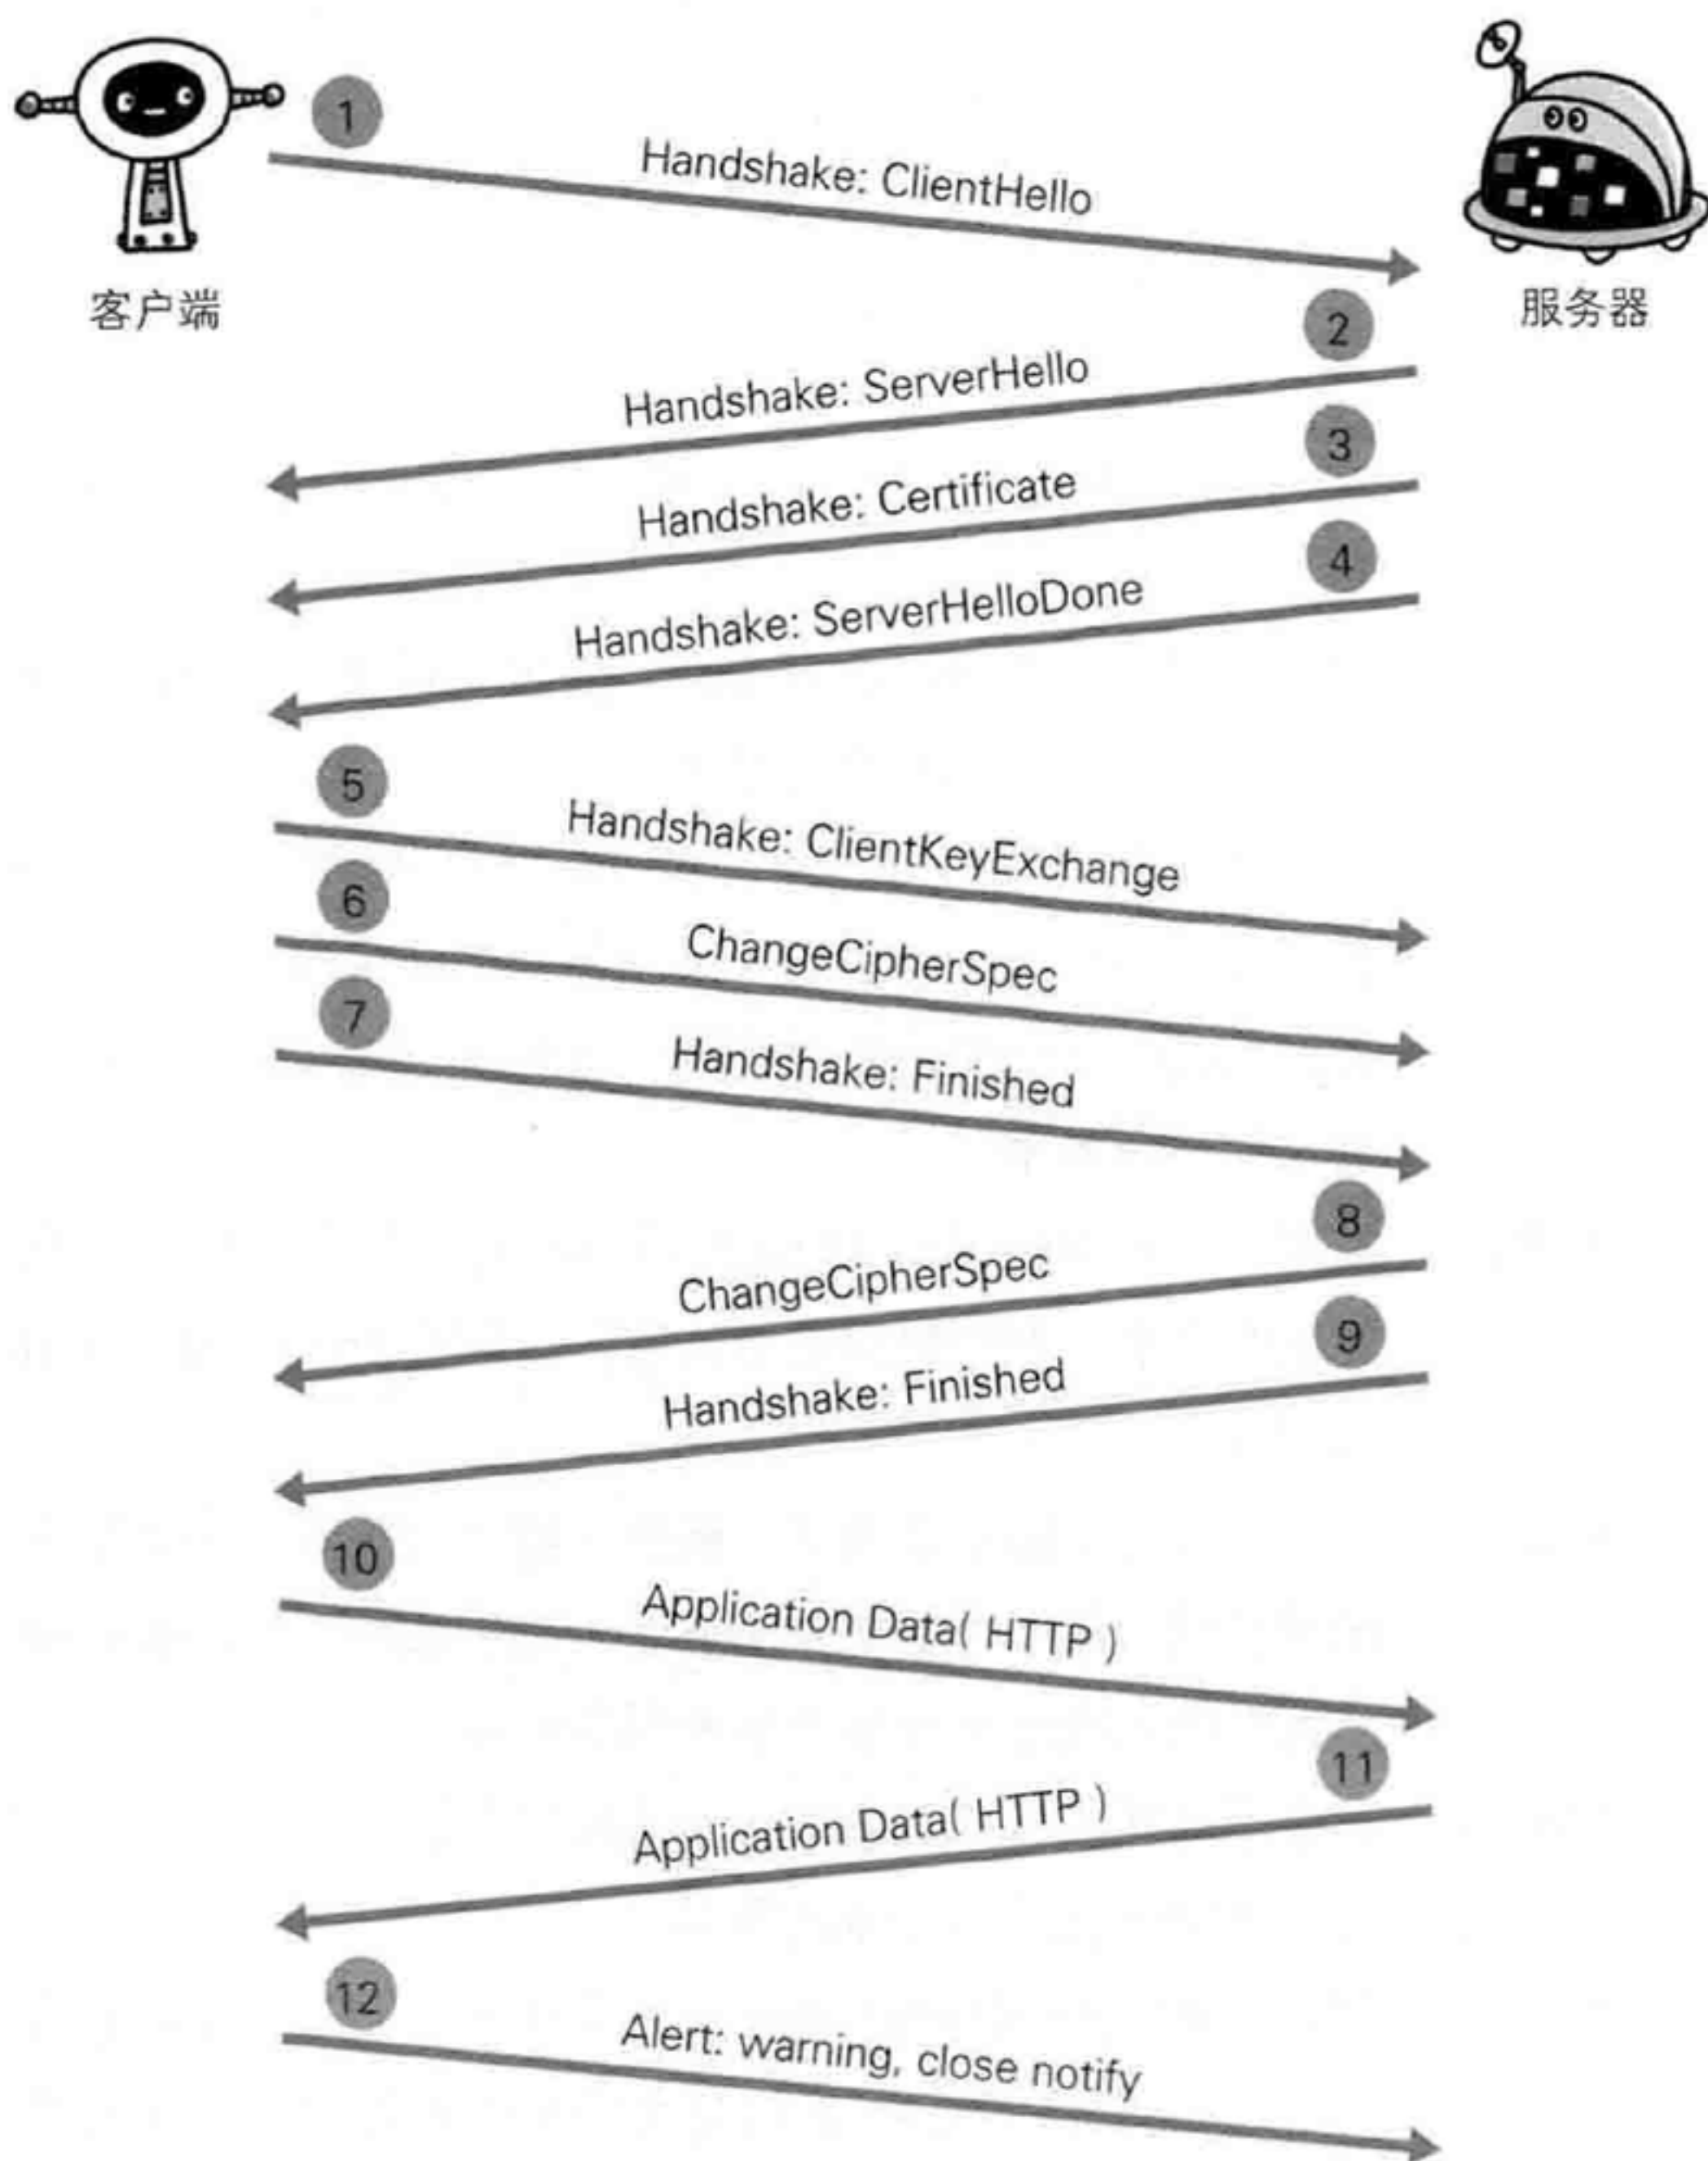 1
Handshake: ClientHello
客户端
服务器
2
Handshake: ServerHello
3
Handshake: Certificate
4
Handshake: ServerHelloDone
5
Handshake: ClientKeyExchange
6
ChangeCipherSpec
7
Handshake: Finished
8
ChangeCipherSpec
9
Handshake: Finished
10
Application Data( HTTP )
11
Application Data( HTTP )
12
Alert: warning, close notify